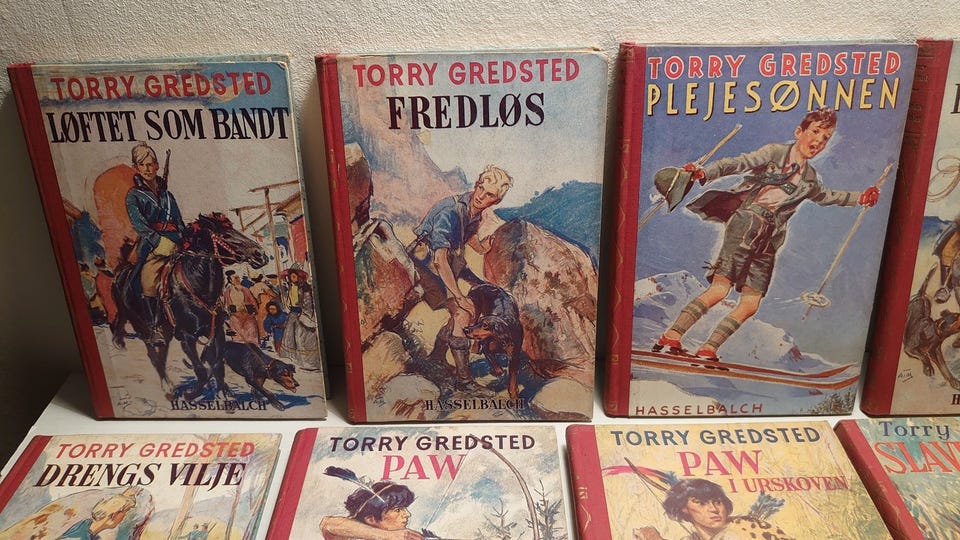 TORRY GREDSTED
LØFTET SOM BANDT
HASSELBALCH
TORRY GREDSTED
FREDLØS
HASSELBALCH
TORRY GREDSTED
PLEJESØNNEN
HASSELBALCH
TORRY GREDSTED
DRENGS VILJE
TORRY GREDSTED
PAW
TORRY GREDSTED
PAW
I URSKOVEN
Torry